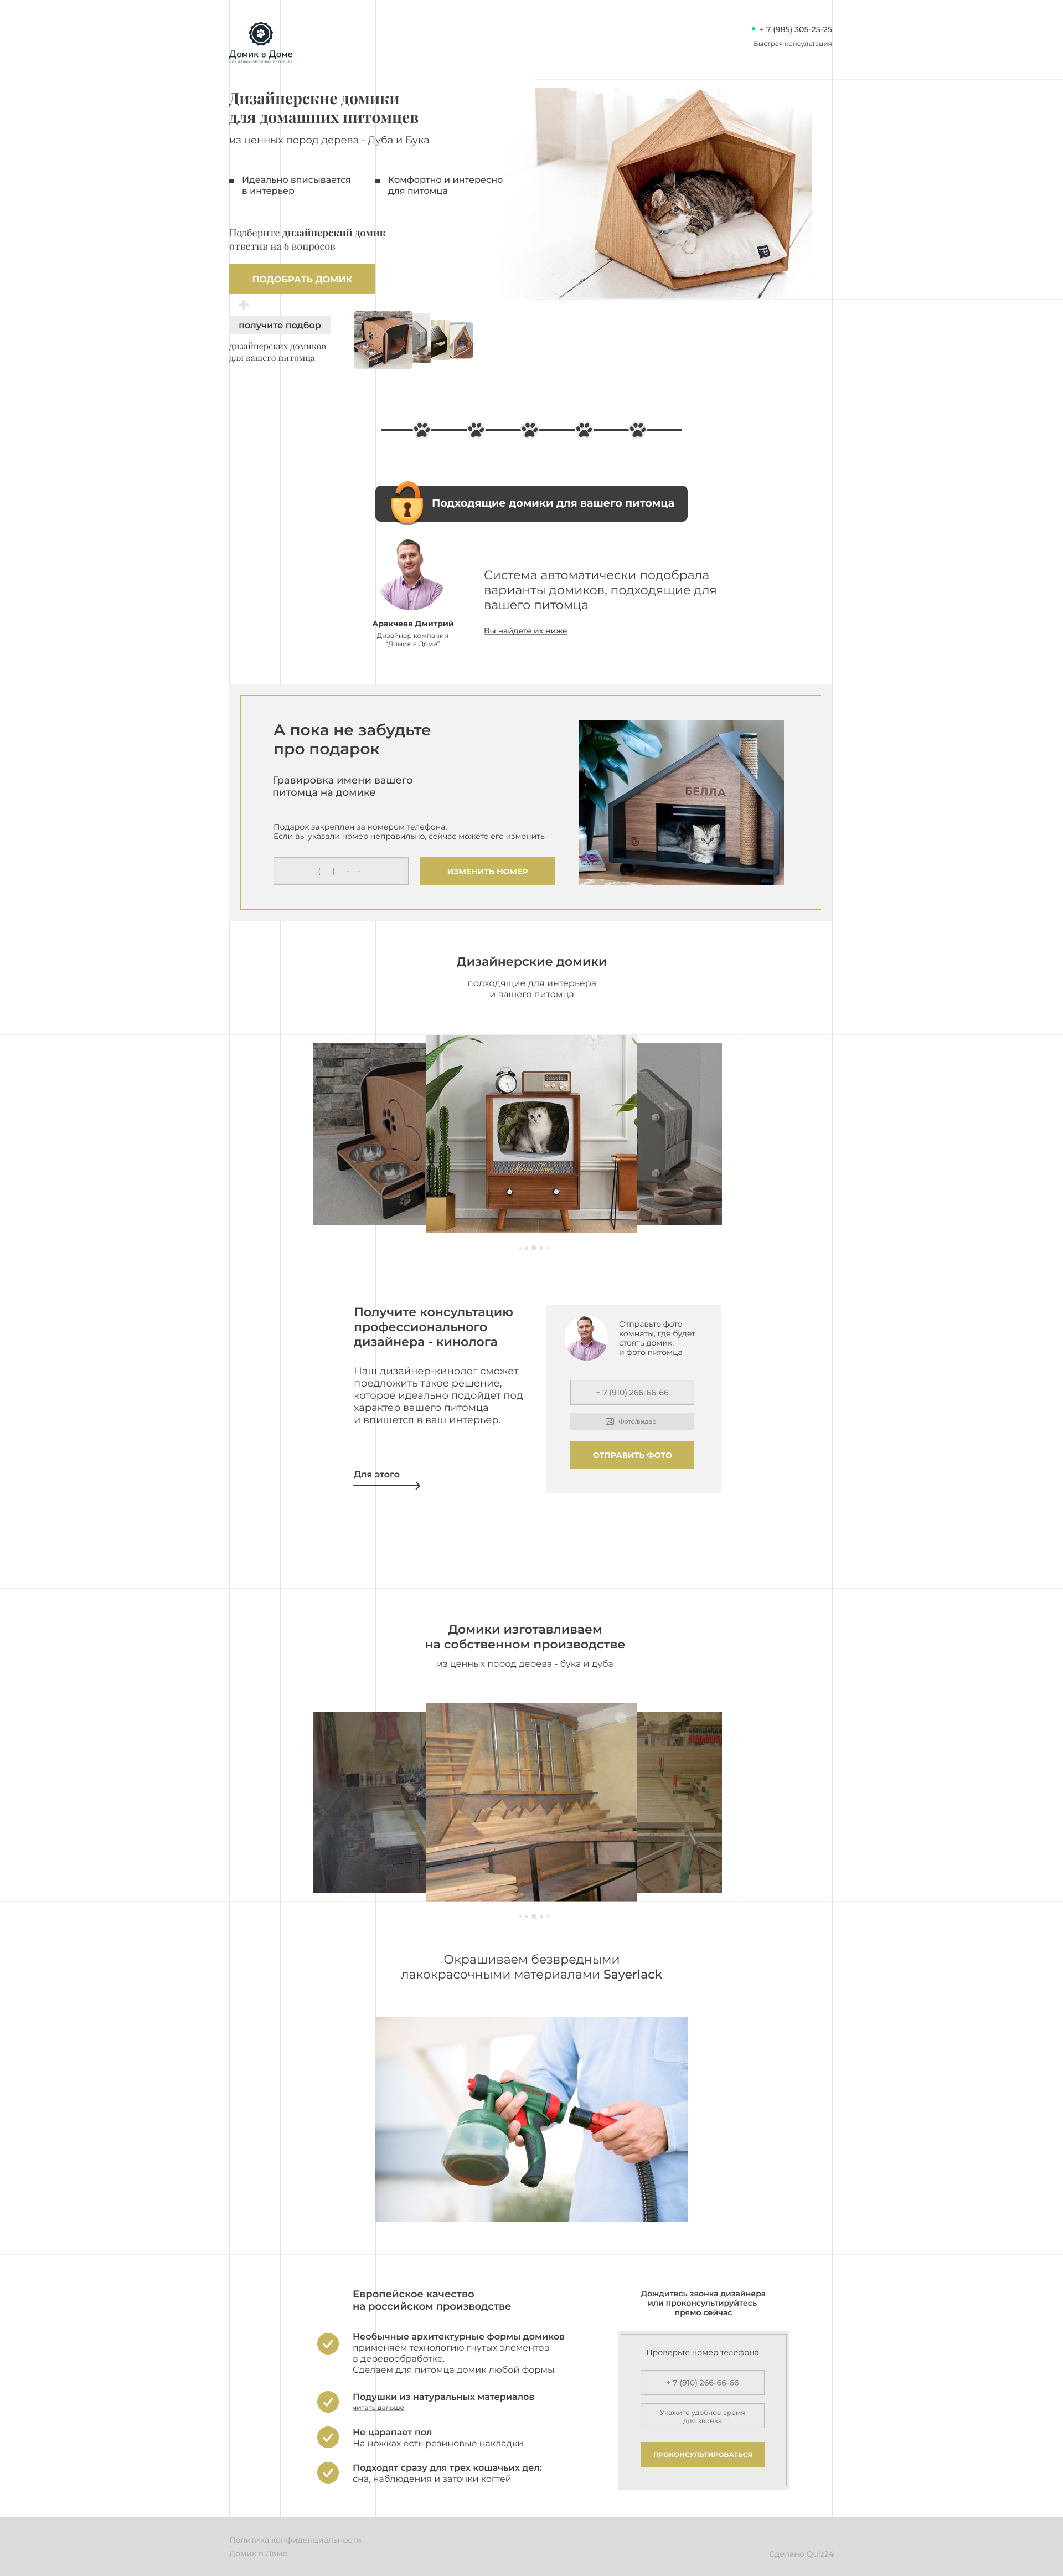 Домик в Доме
для ваших любимых питомцев
+ 7 (985) 305-25-25
Быстрая консультация
Дизайнерские домики
для домашних питомцев
из ценных пород дерева - Дуба и Бука
Идеально вписывается
в интерьер
Комфортно и интересно
для питомца
Подберите дизайнерский домик
ответив на 6 вопросов
ПОДОБРАТЬ ДОМИК
+
получите подбор
дизайнерских домиков
для вашего питомца
Подходящие домики для вашего питомца
Аракчеев Дмитрий
Дизайнер компании
“Домик в Доме”
Система автоматически подобрала
варианты домиков, подходящие для
вашего питомца
Вы найдете их ниже
А пока не забудьте
про подарок
Гравировка имени вашего
питомца на домике
Подарок закреплен за номером телефона.
Если вы указали номер неправильно, сейчас можете его изменить
_(___)___-__-__
ИЗМЕНИТЬ НОМЕР
БЕЛЛА
Дизайнерские домики
подходящие для интерьера
и вашего питомца
Meow Time
Получите консультацию
профессионального
дизайнера - кинолога
Наш дизайнер-кинолог сможет
предложить такое решение,
которое идеально подойдет под
характер вашего питомца
и впишется в ваш интерьер.
Для этого
Отправьте фото
комнаты, где будет
стоять домик,
и фото питомца
+ 7 (910) 266-66-66
Фото/видео
ОТПРАВИТЬ ФОТО
Домики изготавливаем
на собственном производстве
из ценных пород дерева - бука и дуба
Окрашиваем безвредными
лакокрасочными материалами Sayerlack
BOSCH
Европейское качество
на российском производстве
Необычные архитектурные формы домиков
применяем технологию гнутых элементов
в деревообработке.
Сделаем для питомца домик любой формы
Подушки из натуральных материалов
читать дальше
Не царапает пол
На ножках есть резиновые накладки
Подходят сразу для трех кошачьих дел:
сна, наблюдения и заточки когтей
Дождитесь звонка дизайнера
или проконсультируйтесь
прямо сейчас
Проверьте номер телефона
+ 7 (910) 266-66-66
Укажите удобное время
для звонка
ПРОКОНСУЛЬТИРОВАТЬСЯ
Политика конфиденциальности
Домик в Доме
Сделано Quiz24